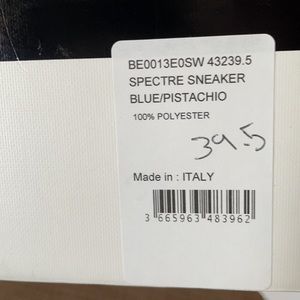 BE0013E0SW 43239.5
SPECTRE SNEAKER
BLUE/PISTACHIO
100% POLYESTER
39.5
Made in : ITALY
3 665963 483962